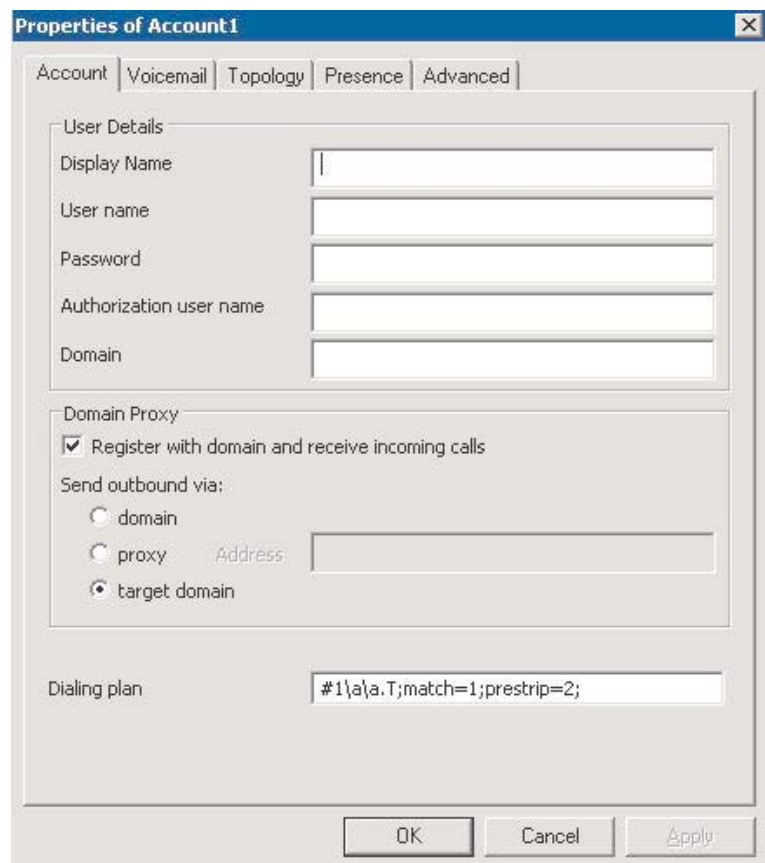 Properties of Account1
Account Voicemail Topology Presence Advanced
User Details
Display Name
User name
Password
Authorization user name
Domain
Domain Proxy
Register with domain and receive incoming calls
Send outbound via:
domain
proxy Address
target domain
Dialing plan #1\a\a.T;match=1;prestrip=2;
OK Cancel Apply